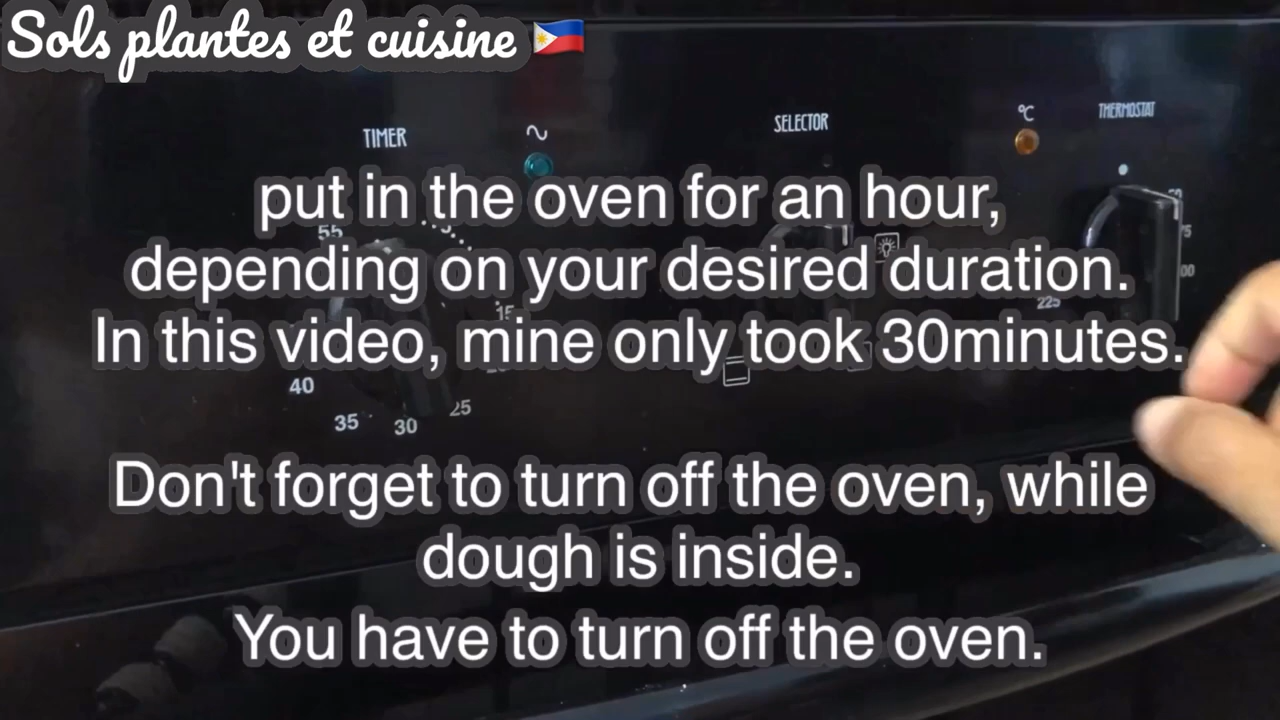 Sols plantes et cuisine 🇵🇭
TIMER
SELECTOR
°C
THERMOSTAT
put in the oven for an hour,
depending on your desired duration.
In this video, mine only took 30minutes.
55
15
225
40
35
30
25
Don't forget to turn off the oven, while
dough is inside.
You have to turn off the oven.